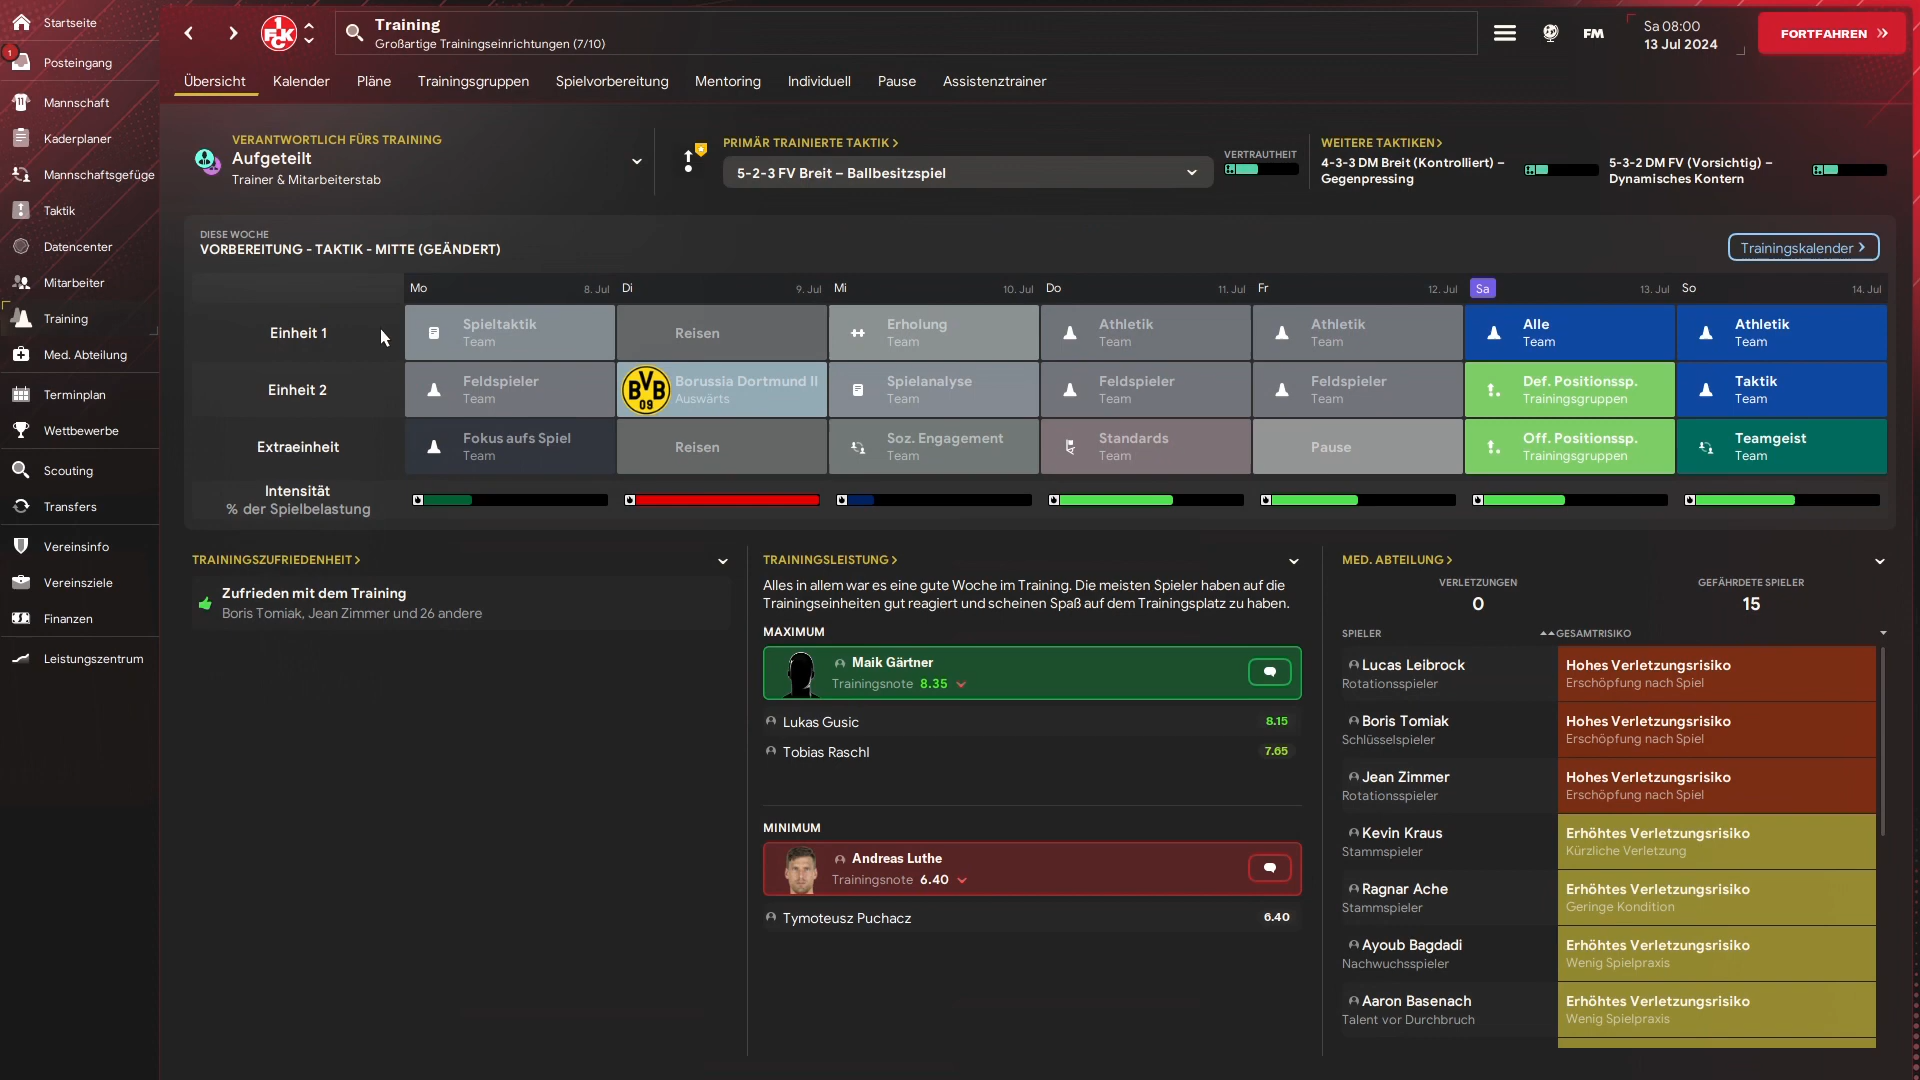 Startseite
1
Posteingang
Mannschaft
Kaderplaner
Mannschaftsgefüge
Taktik
Datencenter
Mitarbeiter
Training
Med. Abteilung
Terminplan
Wettbewerbe
Scouting
Transfers
Vereinsinfo
Vereinsziele
Finanzen
Leistungszentrum
1
FCK
Training
Großartige Trainingseinrichtungen (7/10)
FM
Sa 08:00
13 Jul 2024
FORTFAHREN
Übersicht
Kalender
Pläne
Trainingsgruppen
Spielvorbereitung
Mentoring
Individuell
Pause
Assistenztrainer
VERANTWORTLICH FÜRS TRAINING
Aufgeteilt
Trainer & Mitarbeiterstab
PRIMÄR TRAINIERTE TAKTIK >
5-2-3 FV Breit – Ballbesitzspiel
VERTRAUTHEIT
WEITERE TAKTIKEN>
4-3-3 DM Breit (Kontrolliert) –
Gegenpressing
5-3-2 DM FV (Vorsichtig) –
Dynamisches Kontern
DIESE WOCHE
VORBEREITUNG - TAKTIK - MITTE (GEÄNDERT)
Trainingskalender >
Mo 8. Jul
Di 9. Jul
Mi 10. Jul
Do 11. Jul
Fr 12. Jul
Sa 13. Jul
So 14. Jul
Einheit 1
Spieltaktik
Team
Reisen
Erholung
Team
Athletik
Team
Athletik
Team
Alle
Team
Athletik
Team
Einheit 2
Feldspieler
Team
BVB
09
Borussia Dortmund II
Auswärts
Spielanalyse
Team
Feldspieler
Team
Feldspieler
Team
Def. Positionssp.
Trainingsgruppen
Taktik
Team
Extraeinheit
Fokus aufs Spiel
Team
Reisen
Soz. Engagement
Team
Standards
Team
Pause
Off. Positionssp.
Trainingsgruppen
Teamgeist
Team
Intensität
% der Spielbelastung
TRAININGSZUFRIEDENHEIT >
Zufrieden mit dem Training
Boris Tomiak, Jean Zimmer und 26 andere
TRAININGSLEISTUNG >
Alles in allem war es eine gute Woche im Training. Die meisten Spieler haben auf die
Trainingseinheiten gut reagiert und scheinen Spaß auf dem Trainingsplatz zu haben.
MAXIMUM
Maik Gärtner
Trainingsnote 8.35
Lukas Gusic 8.15
Tobias Raschl 7.65
MINIMUM
Andreas Luthe
Trainingsnote 6.40
Tymoteusz Puchacz 6.40
MED. ABTEILUNG >
VERLETZUNGEN
0
GEFÄHRDETE SPIELER
15
SPIELER GESAMTRISIKO
Lucas Leibrock
Rotationsspieler
Hohes Verletzungsrisiko
Erschöpfung nach Spiel
Boris Tomiak
Schlüsselspieler
Hohes Verletzungsrisiko
Erschöpfung nach Spiel
Jean Zimmer
Rotationsspieler
Hohes Verletzungsrisiko
Erschöpfung nach Spiel
Kevin Kraus
Stammspieler
Erhöhtes Verletzungsrisiko
Kürzliche Verletzung
Ragnar Ache
Stammspieler
Erhöhtes Verletzungsrisiko
Geringe Kondition
Ayoub Bagdadi
Nachwuchsspieler
Erhöhtes Verletzungsrisiko
Wenig Spielpraxis
Aaron Basenach
Talent vor Durchbruch
Erhöhtes Verletzungsrisiko
Wenig Spielpraxis